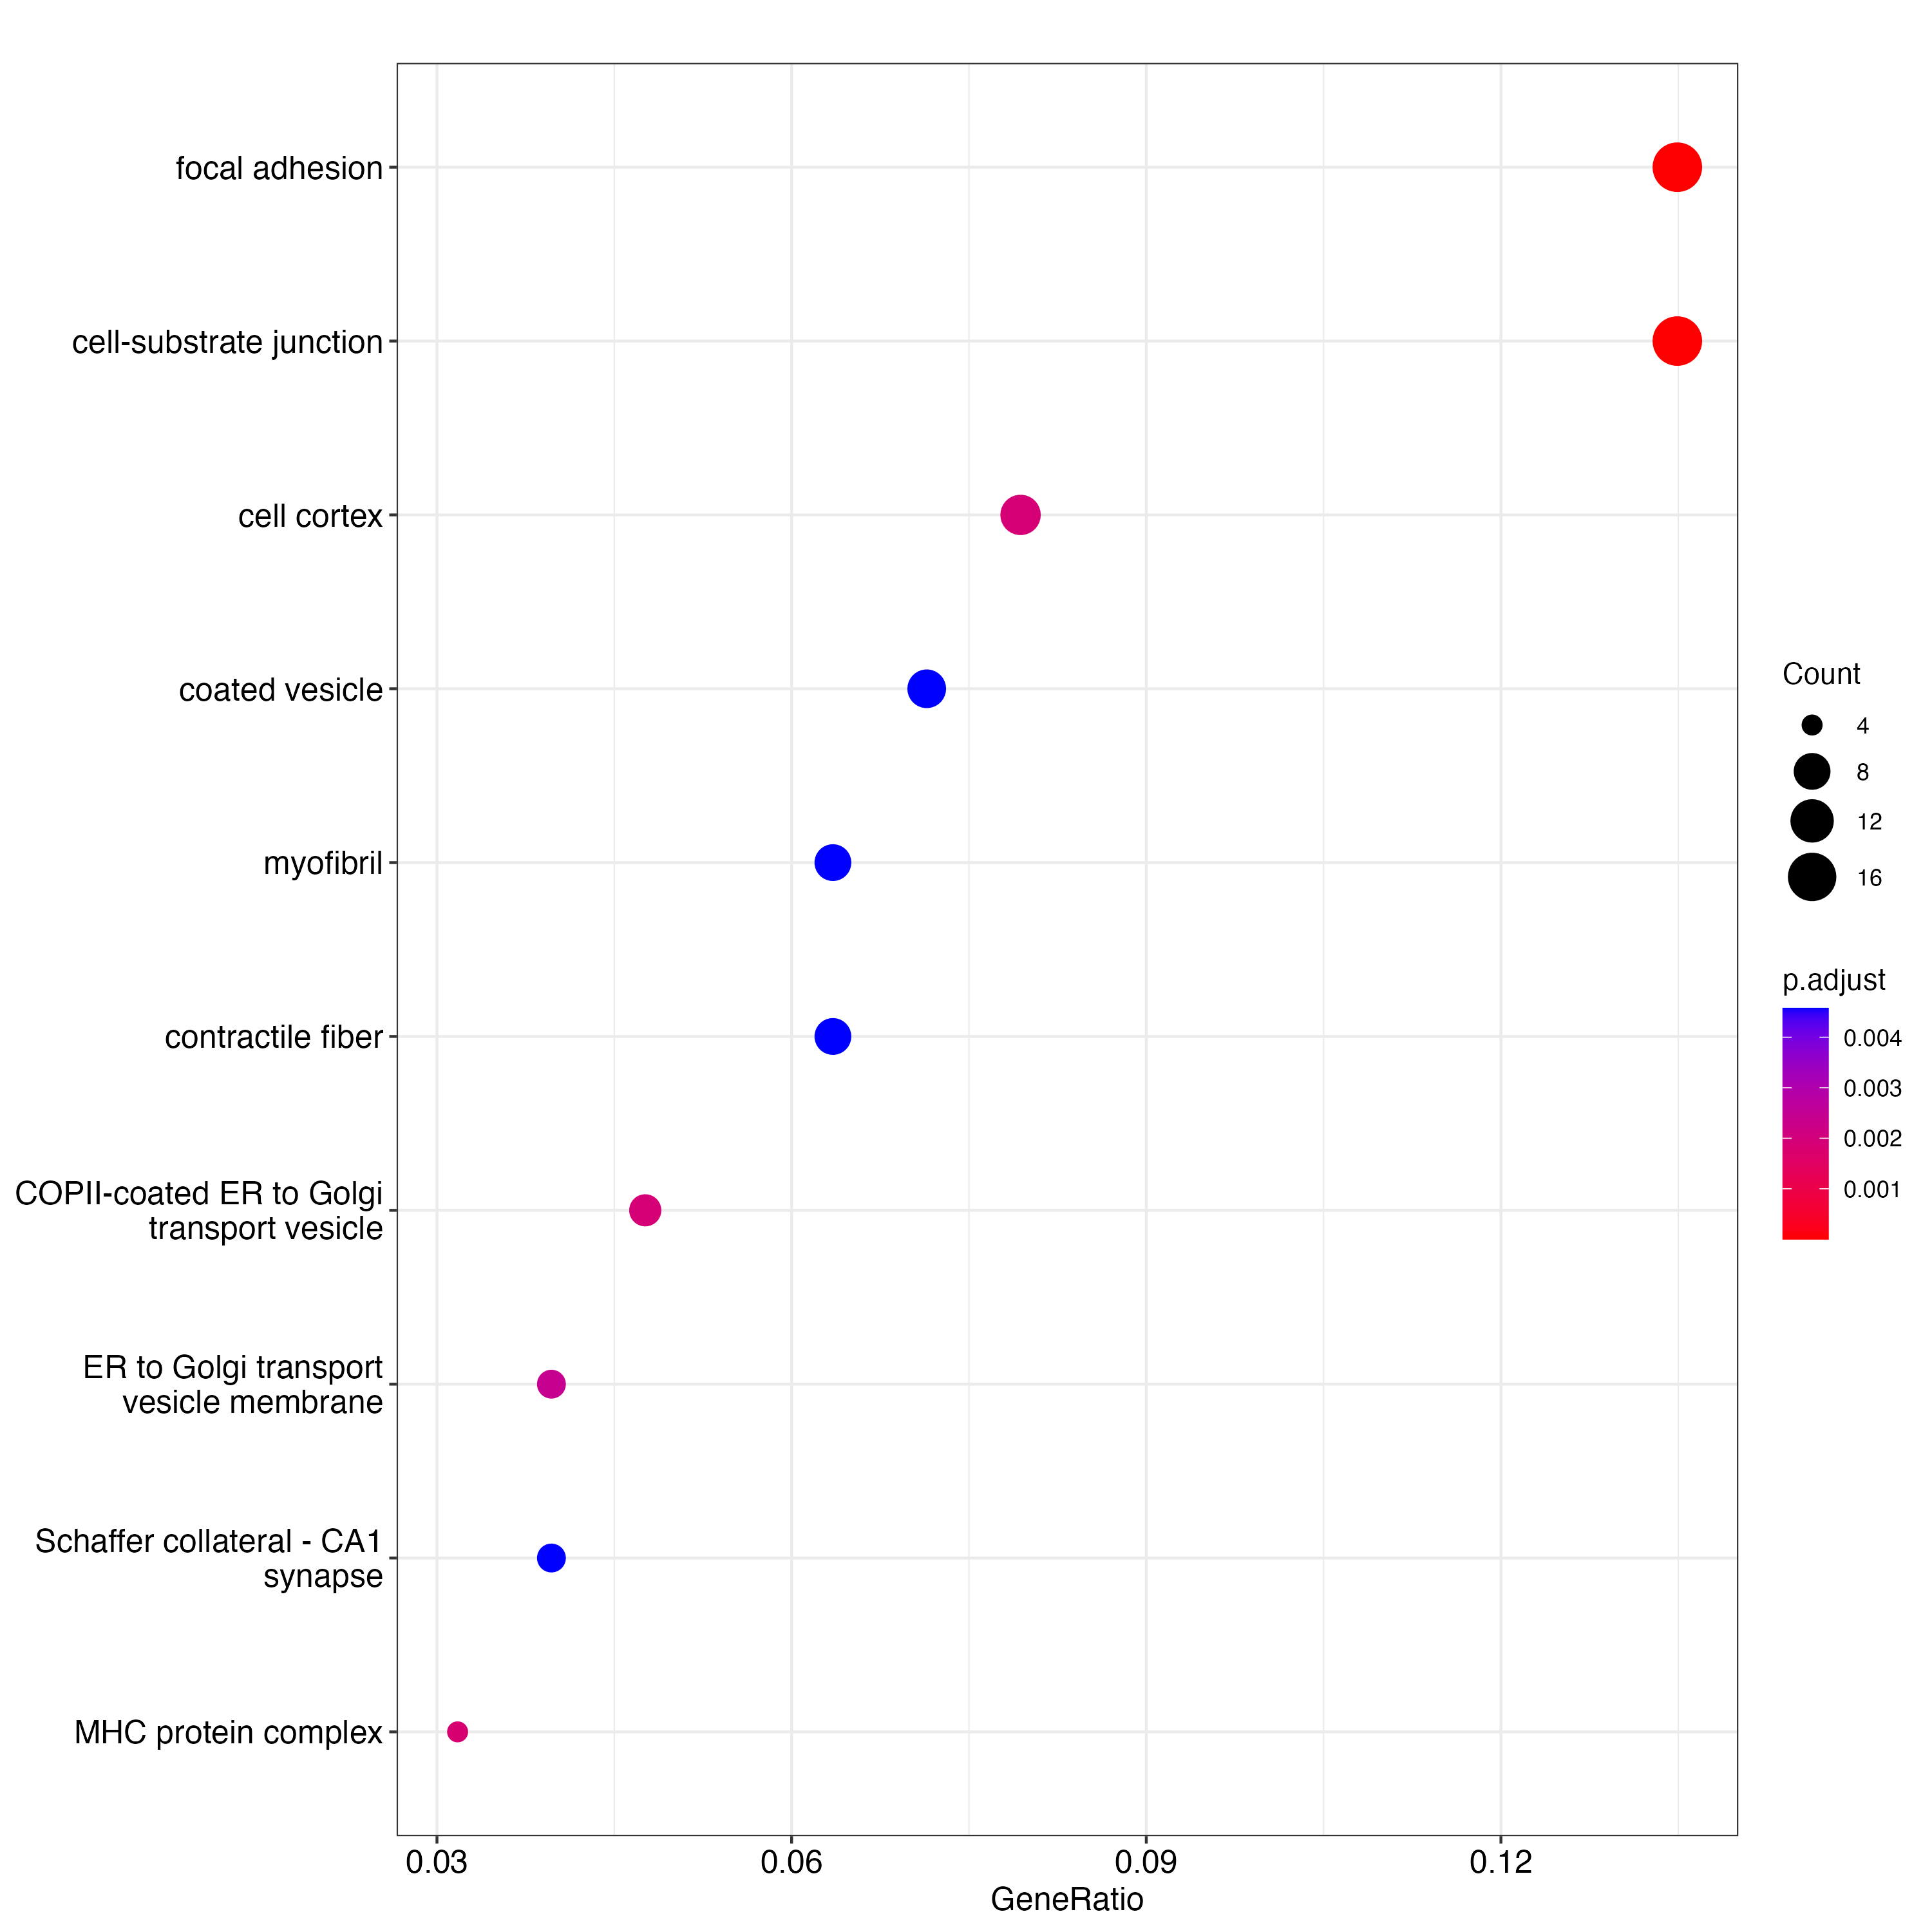 focal adhesion
cell-substrate junction
cell cortex
coated vesicle
myofibril
contractile fiber
COPII-coated ER to Golgi
transport vesicle
ER to Golgi transport
vesicle membrane
Schaffer collateral - CA1
synapse
MHC protein complex
0.03
0.06
0.09
0.12
GeneRatio
Count
4
8
12
16
p.adjust
0.004
0.003
0.002
0.001